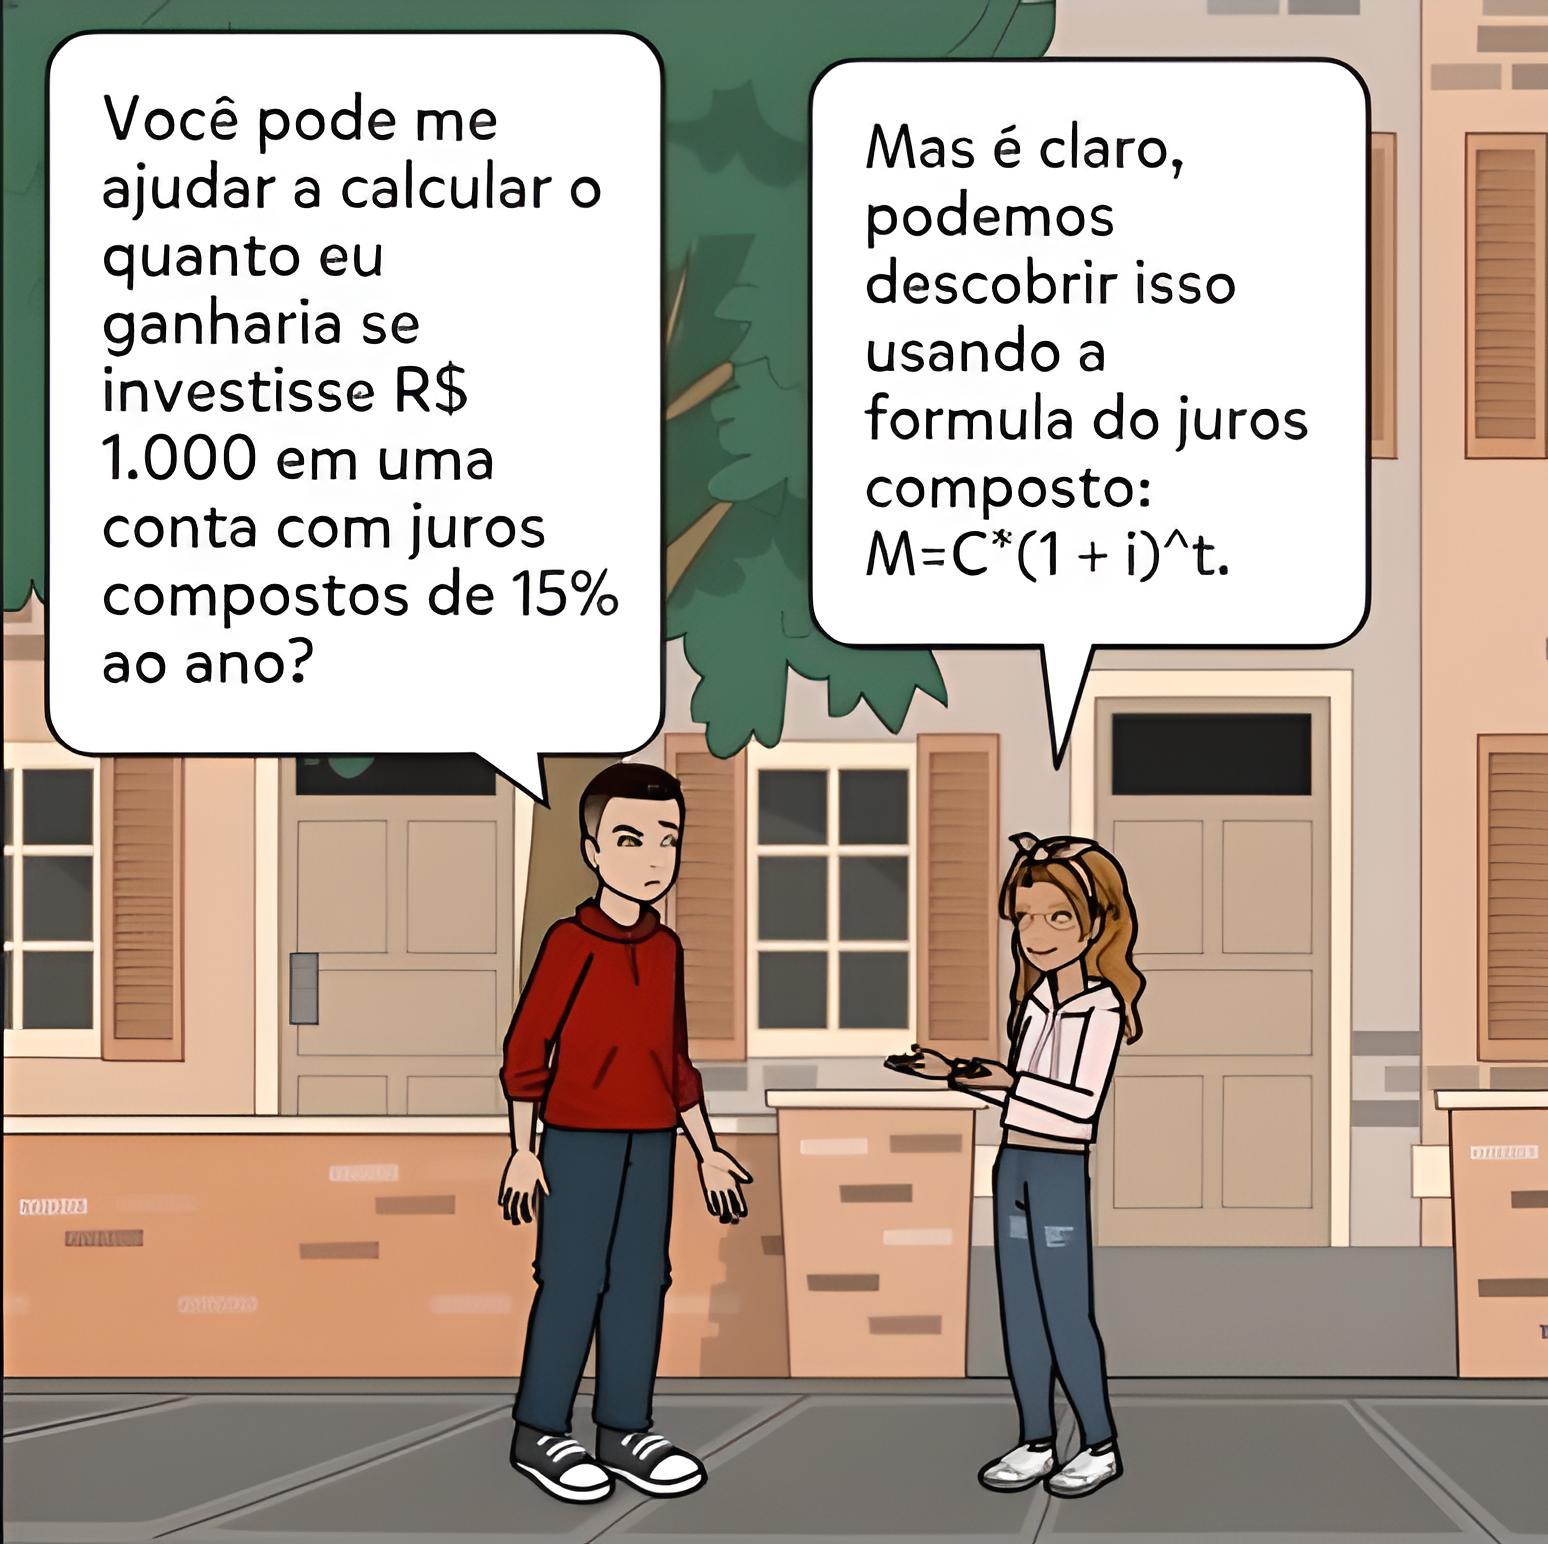 Você pode me
ajudar a calcular o
quanto eu
ganharia se
investisse R$
1.000 em uma
conta com juros
compostos de 15%
ao ano?
Mas é claro,
podemos
descobrir isso
usando a
formula do juros
composto:
M=C*(1 + i)^t.